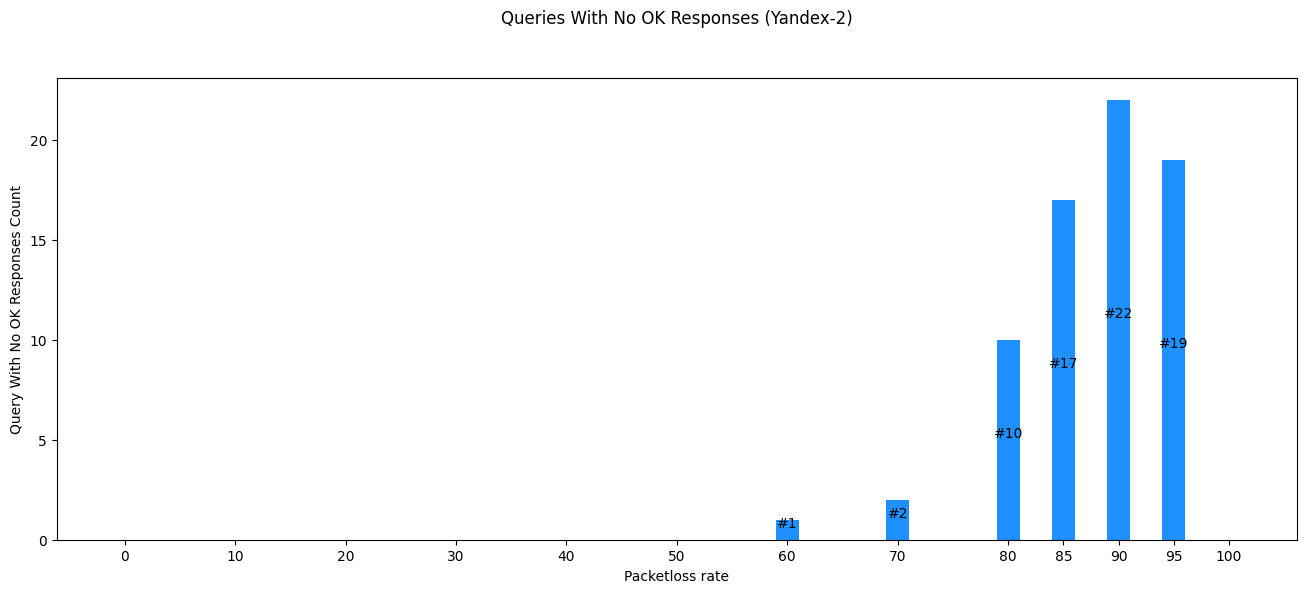 Queries With No OK Responses (Yandex-2)
Query With No OK Responses Count
20
15
10
5
0
#1
#2
#10
#17
#22
#19
0 10 20 30 40 50 60 70 80 85 90 95 100
Packetloss rate